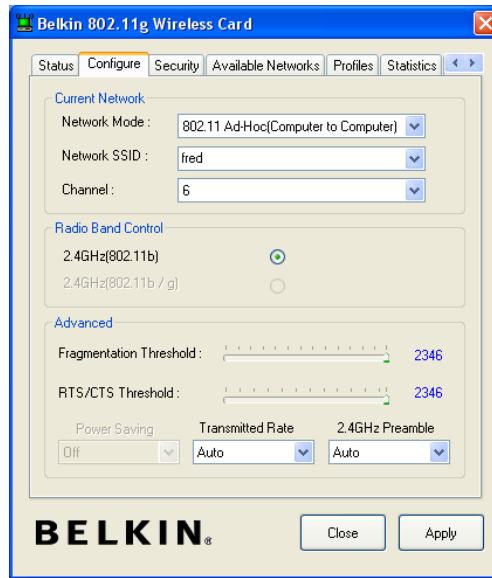 Belkin 802.11g Wireless Card
Status Configure Security Available Networks Profiles Statistics
Current Network
Network Mode : 802.11 Ad-Hoc(Computer to Computer)
Network SSID : fred
Channel : 6
Radio Band Control
2.4GHz(802.11b)
2.4GHz(802.11b / g)
Advanced
Fragmentation Threshold : 2346
RTS/CTS Threshold : 2346
Power Saving Transmitted Rate 2.4GHz Preamble
Off Auto Auto
BELKIN® Close Apply